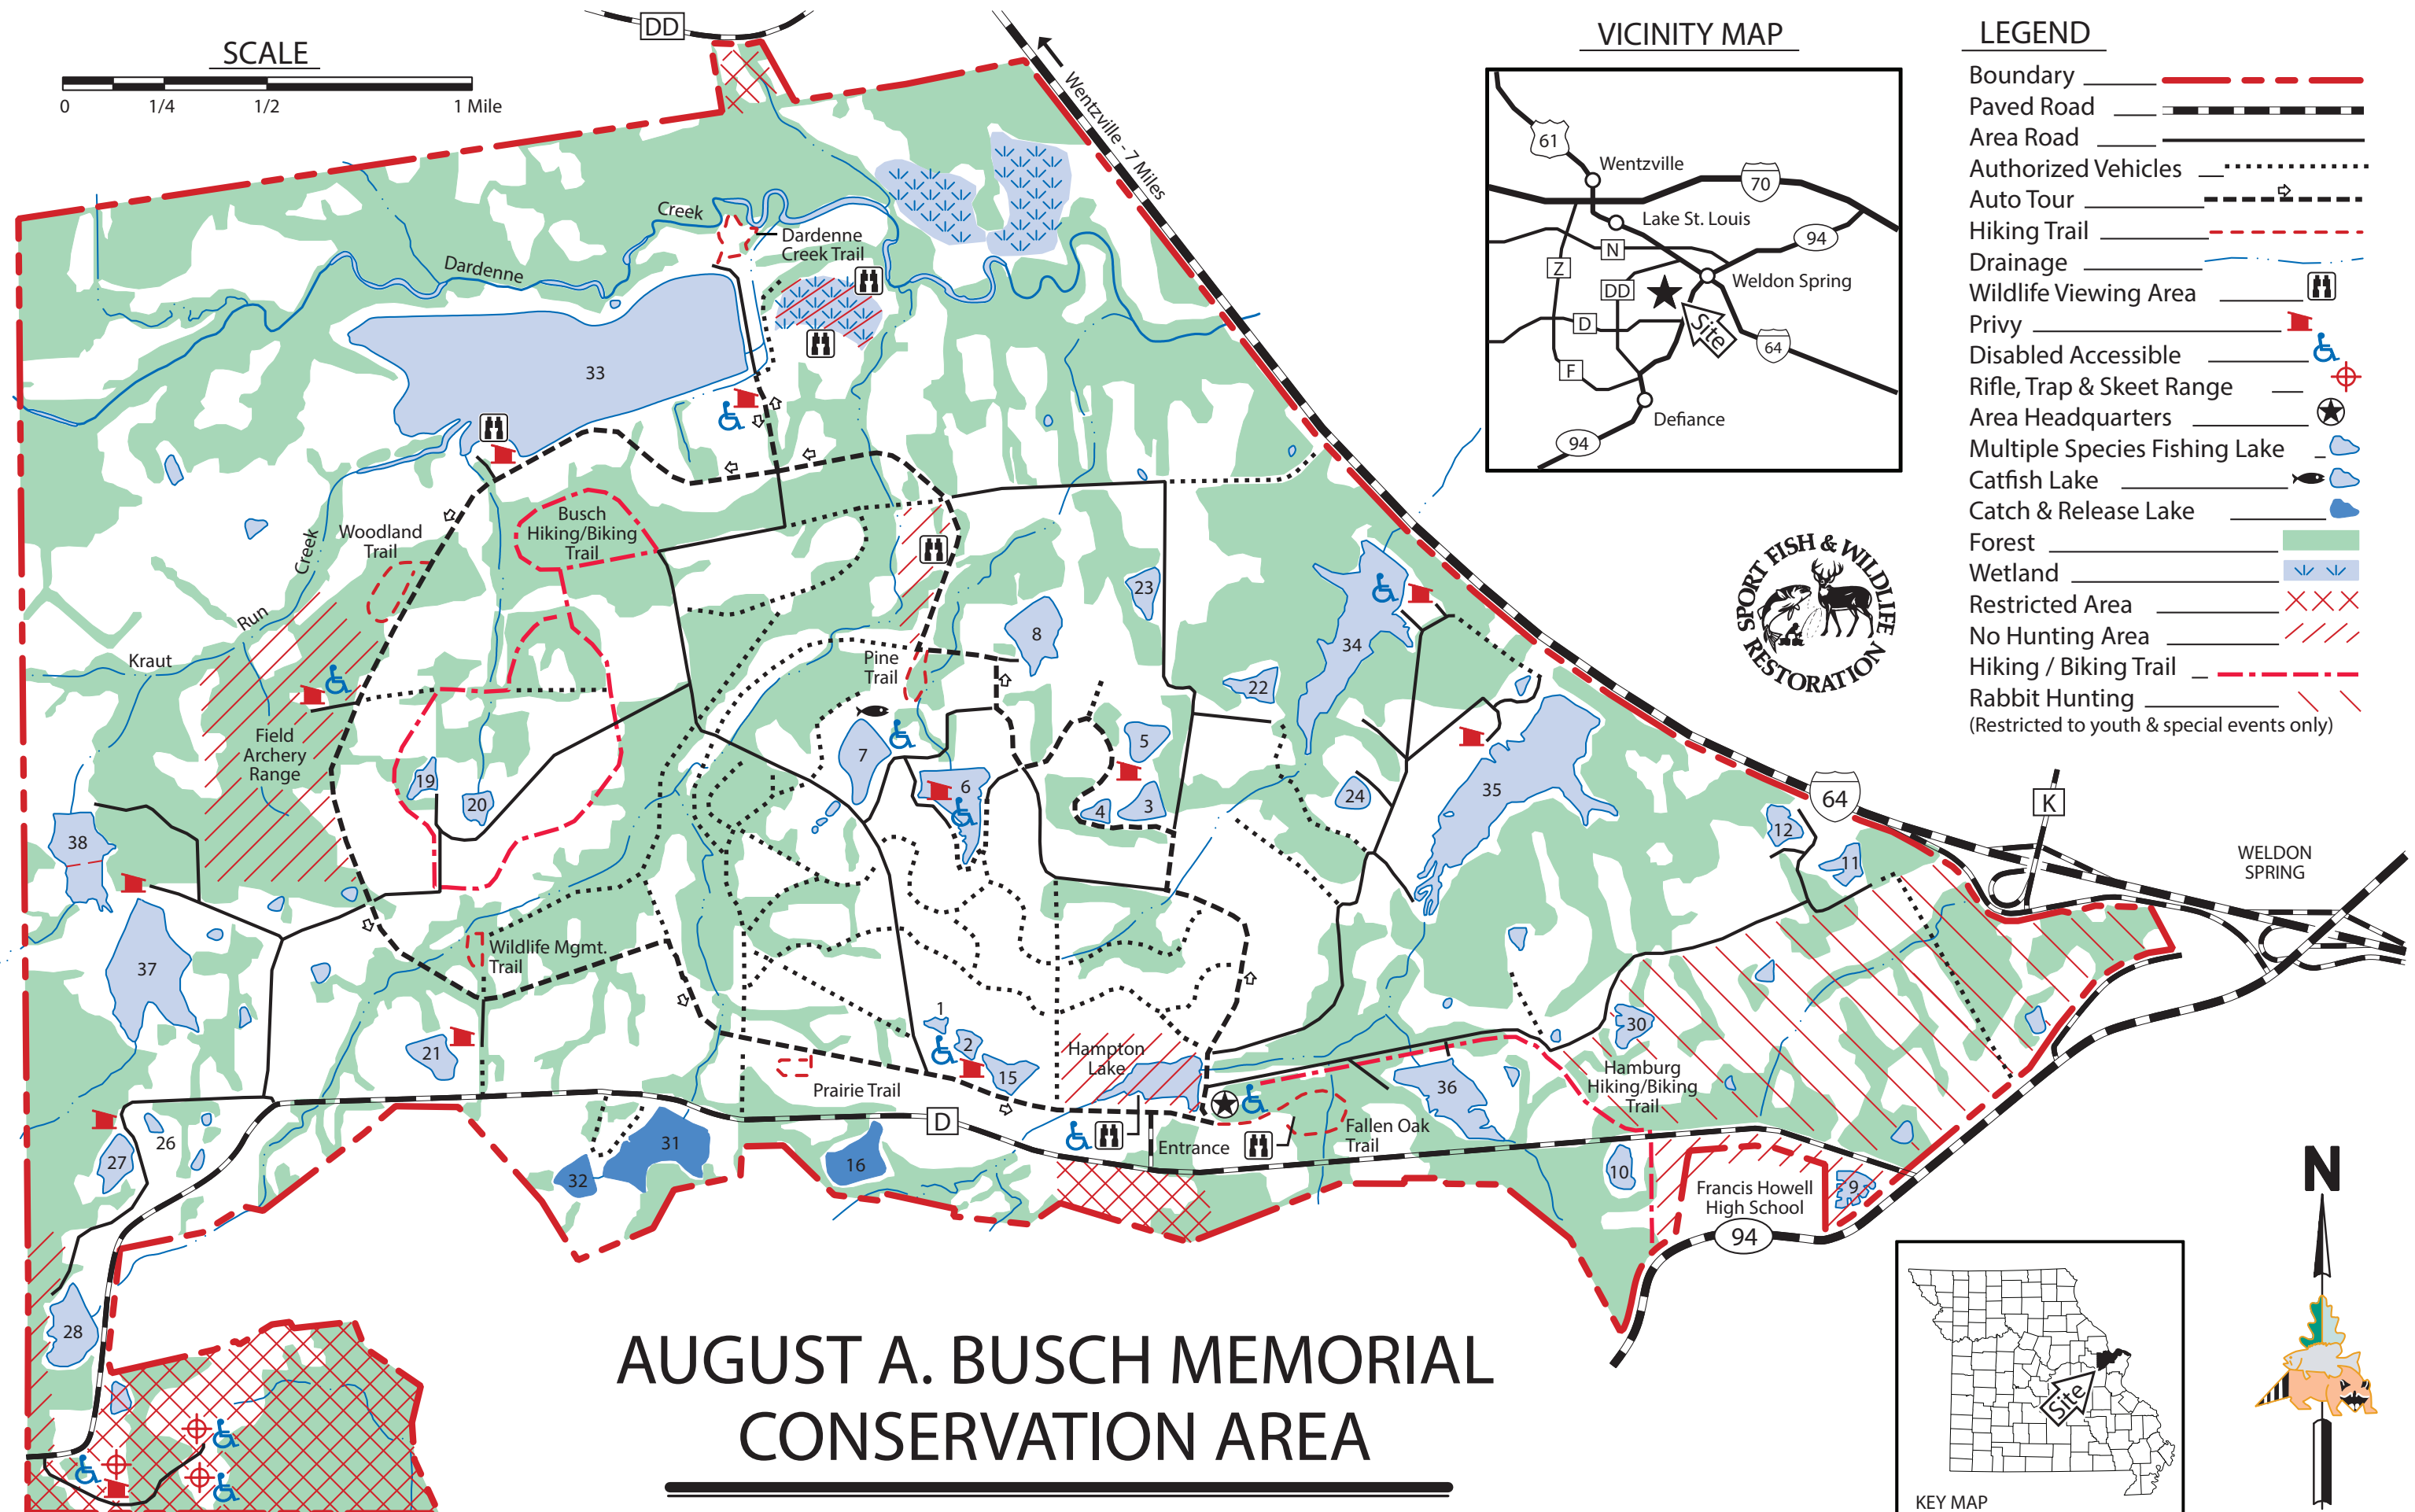 DD
SCALE
0 1/4 1/2 1 Mile
Wentzville - 7 Miles
VICINITY MAP
61
Wentzville
70
Lake St. Louis
94
N
Z
Weldon Spring
DD
D
Site
64
F
Defiance
94
LEGEND
Boundary
Paved Road
Area Road
Authorized Vehicles
Auto Tour
Hiking Trail
Drainage
Wildlife Viewing Area
Privy
Disabled Accessible
Rifle, Trap & Skeet Range
Area Headquarters
Multiple Species Fishing Lake
Catfish Lake
Catch & Release Lake
Forest
Wetland
Restricted Area
No Hunting Area
Hiking / Biking Trail
Rabbit Hunting
(Restricted to youth & special events only)
SPORT FISH & WILDLIFE
RESTORATION
Creek
Dardenne
Creek Trail
Dardenne
33
Busch
Hiking/Biking
Trail
Woodland
Trail
Creek
Run
Kraut
23
8
34
Pine
Trail
22
Field
Archery
Range
7
5
6
19
20
4
3
24
35
64
K
12
11
WELDON
SPRING
38
37
Wildlife Mgmt.
Trail
1
2
15
21
Hampton
Lake
30
36
Hamburg
Hiking/Biking
Trail
Prairie Trail
D
Entrance
Fallen Oak
Trail
26
27
31
32
16
10
9
Francis Howell
High School
94
28
N
AUGUST A. BUSCH MEMORIAL
CONSERVATION AREA
Site
KEY MAP